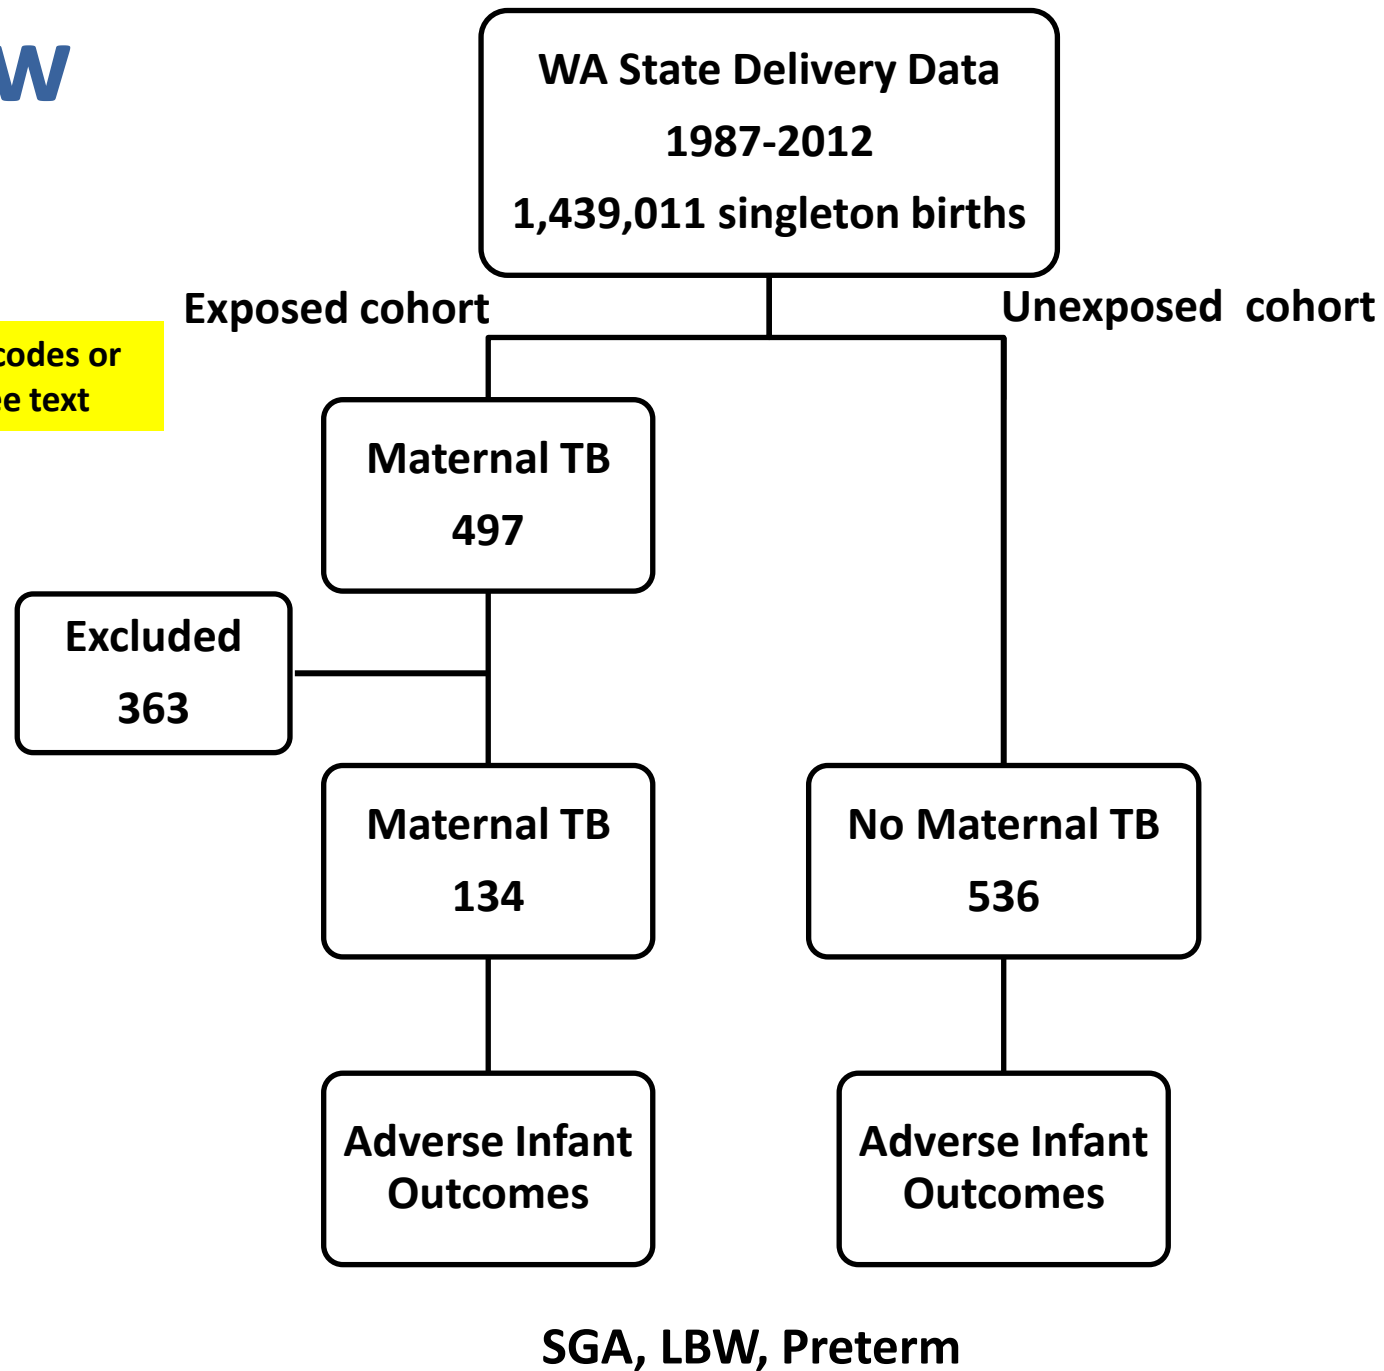 w
WA State Delivery Data
1987-2012
1,439,011 singleton births
Exposed cohort
Unexposed cohort
codes or
ee text
Maternal TB
497
Excluded
363
Maternal TB
134
No Maternal TB
536
Adverse Infant
Outcomes
Adverse Infant
Outcomes
SGA, LBW, Preterm